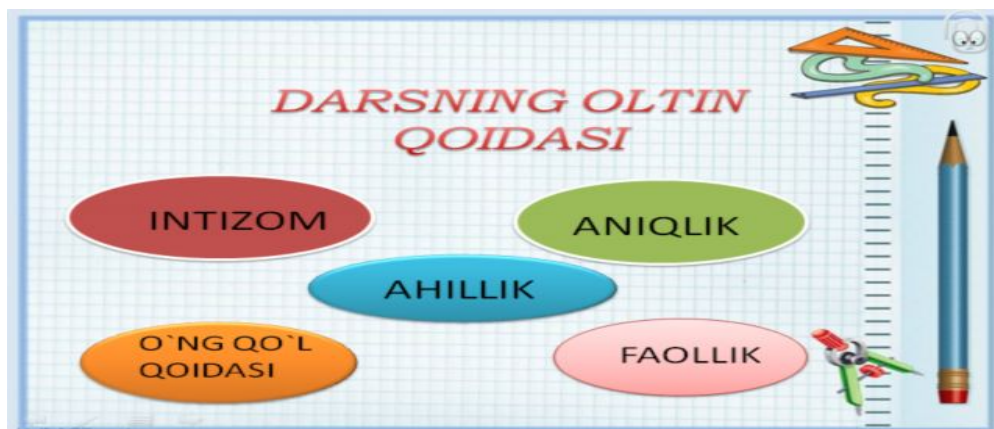 DARSNING OLTIN
QOIDASI
INTIZOM
ANIQLIK
AHILLIK
O`NG QO`L
QOIDASI
FAOLLIK